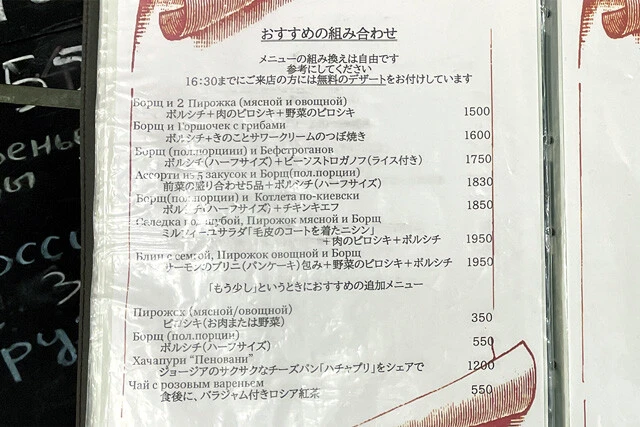 おすすめの組み合わせ
メニューの組み換えは自由です
参考にしてください
16:30までにご来店の方には無料のデザートをお付けしています
Борщ и 2 Пирожка (мясной и овощной)
ボルシチ+肉のピロシキ+野菜のピロシキ 1500
Борщ и Горшочек с грибами
ボルシチ+きのことサワークリームのつぼ焼き 1600
Борщ (пол.порциии) и Бефстроганов
ボルシチ(ハーフサイズ)+ビーフストロガノフ(ライス付き) 1750
Ассорти из 5 закусок и Борщ(пол.порции)
前菜の盛り合わせ5品+ボルシチ(ハーフサイズ) 1830
Борщ(пол.порции) и Котлета по-киевски
ボルシチ(ハーフサイズ)+チキンキエフ 1850
Селедка под шубой, Пирожок мясной и Борщ
ミルフィーユサラダ「毛皮のコートを着たニシン」
+肉のピロシキ+ボルシチ 1950
Блин с семгой, Пирожок овощной и Борщ
サーモンのブリニ(パンケーキ)包み+野菜のピロシキ+ボルシチ 1950
「もう少し」というときにおすすめの追加メニュー
Пирожок (мясной/овощной)
ピロシキ(お肉または野菜) 350
Борщ (пол.порции)
ボルシチ(ハーフサイズ) 550
Хачапури "Пеновани"
ジョージアのサクサクなチーズパン「ハチャプリ」をシェアで 1200
Чай с розовым вареньем
食後に、バラジャム付きロシア紅茶 550